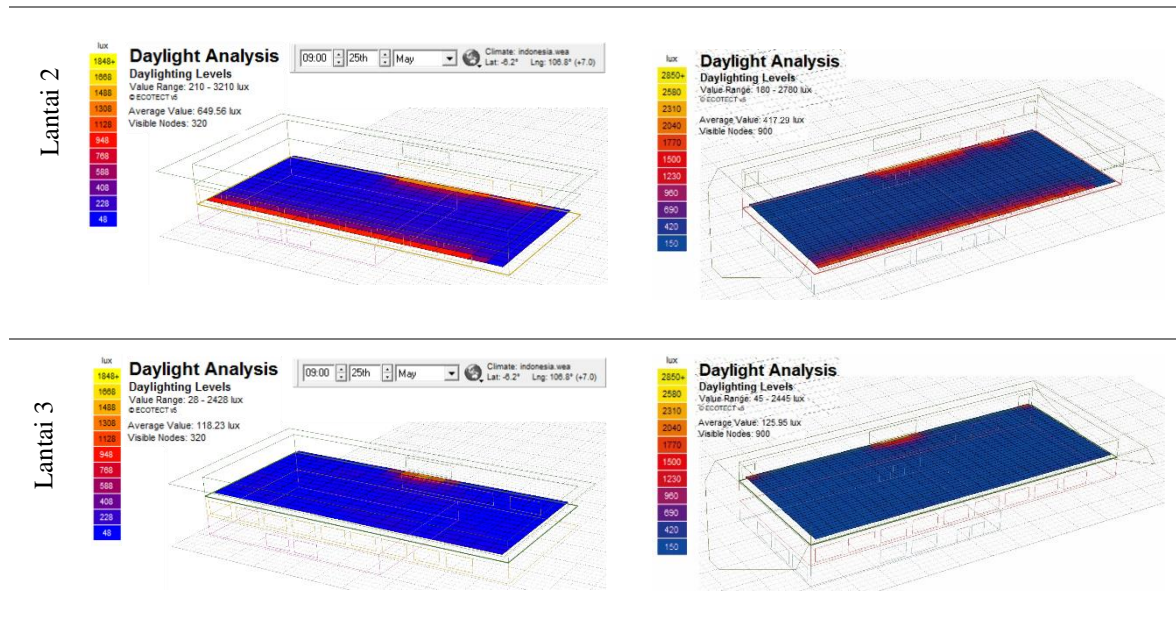 Lantai 2
lux
1848+
1668
1488
1308
1128
948
768
588
408
228
48
Daylight Analysis
Daylighting Levels
Value Range: 210 - 3210 lux
© ECOTECT v5
Average Value: 649.56 lux
Visible Nodes: 320
09:00 25th May
Climate: indonesia.wea
Lat: -6.2° Lng: 106.8° (+7.0)
lux
2850+
2580
2310
2040
1770
1500
1230
960
690
420
150
Daylight Analysis
Daylighting Levels
Value Range: 180 - 2780 lux
© ECOTECT v5
Average Value: 417.29 lux
Visible Nodes: 900
Lantai 3
lux
1848+
1668
1488
1308
1128
948
768
588
408
228
48
Daylight Analysis
Daylighting Levels
Value Range: 28 - 2428 lux
© ECOTECT v5
Average Value: 118.23 lux
Visible Nodes: 320
09:00 25th May
Climate: indonesia.wea
Lat: -6.2° Lng: 106.8° (+7.0)
lux
2850+
2580
2310
2040
1770
1500
1230
960
690
420
150
Daylight Analysis
Daylighting Levels
Value Range: 45 - 2445 lux
© ECOTECT v5
Average Value: 125.95 lux
Visible Nodes: 900